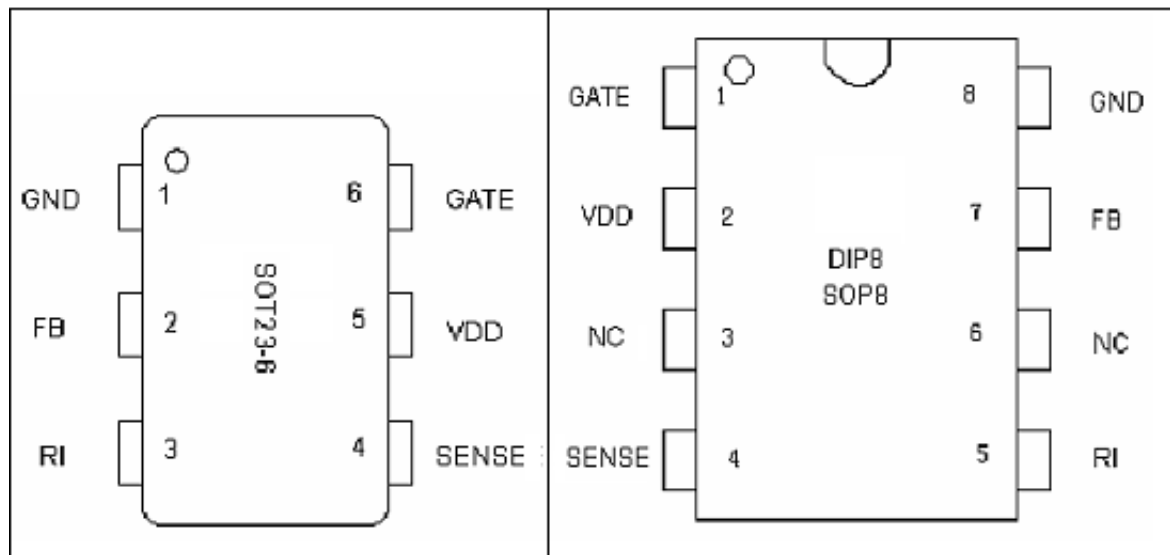 GND 1 6 GATE
FB 2 5 VDD
RI 3 4 SENSE
SOT23-6
GATE 1 8 GND
VDD 2 7 FB
DIP8
SOP8
NC 3 6 NC
SENSE 4 5 RI